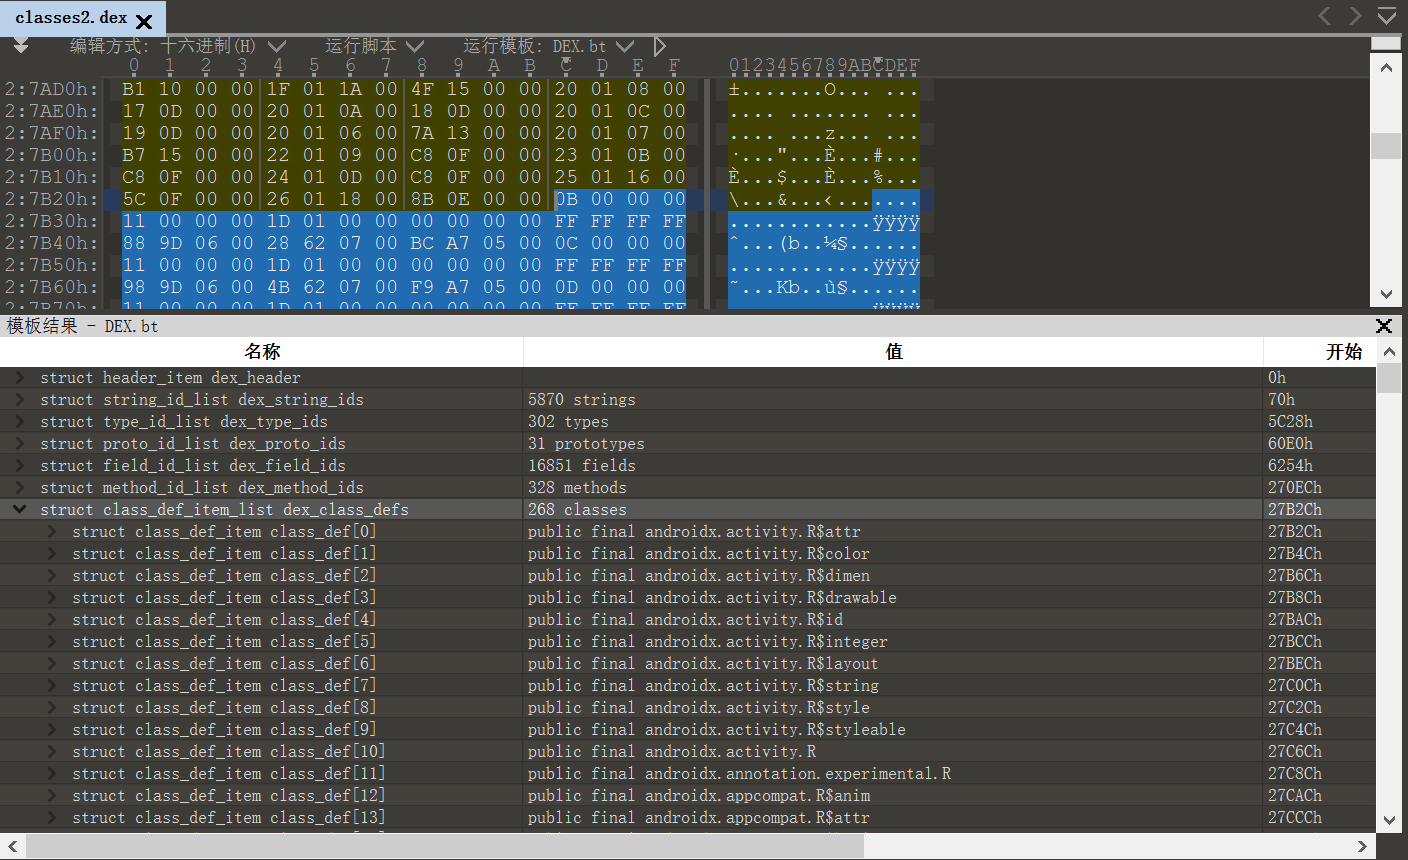 classes2.dex
编辑方式: 十六进制(H) 运行脚本 运行模板: DEX.bt
0 1 2 3 4 5 6 7 8 9 A B C D E F 0123456789ABCDEF
2:7AD0h: B1 10 00 00 1F 01 1A 00 4F 15 00 00 20 01 08 00 ±.......O... ...
2:7AE0h: 17 0D 00 00 20 01 0A 00 18 0D 00 00 20 01 0C 00 .... ....... ...
2:7AF0h: 19 0D 00 00 20 01 06 00 7A 13 00 00 20 01 07 00 .... ...z... ...
2:7B00h: B7 15 00 00 22 01 09 00 C8 0F 00 00 23 01 0B 00 ·..."...È...#...
2:7B10h: C8 0F 00 00 24 01 0D 00 C8 0F 00 00 25 01 16 00 È...$...È...%...
2:7B20h: 5C 0F 00 00 26 01 18 00 8B 0E 00 00 0B 00 00 00 \...&...‹.......
2:7B30h: 11 00 00 00 1D 01 00 00 00 00 00 00 FF FF FF FF ............ÿÿÿÿ
2:7B40h: 88 9D 06 00 28 62 07 00 BC A7 05 00 0C 00 00 00 ˆ...(b..¼§......
2:7B50h: 11 00 00 00 1D 01 00 00 00 00 00 00 FF FF FF FF ............ÿÿÿÿ
2:7B60h: 98 9D 06 00 4B 62 07 00 F9 A7 05 00 0D 00 00 00 ˜...Kb..ù§......
2:7B70h: 11 00 00 00 1D 01 00 00 00 00 00 00 FF FF FF FF ............ÿÿÿÿ
模板结果 - DEX.bt
名称 值 开始
struct header_item dex_header 0h
struct string_id_list dex_string_ids 5870 strings 70h
struct type_id_list dex_type_ids 302 types 5C28h
struct proto_id_list dex_proto_ids 31 prototypes 60E0h
struct field_id_list dex_field_ids 16851 fields 6254h
struct method_id_list dex_method_ids 328 methods 270ECh
struct class_def_item_list dex_class_defs 268 classes 27B2Ch
struct class_def_item class_def[0] public final androidx.activity.R$attr 27B2Ch
struct class_def_item class_def[1] public final androidx.activity.R$color 27B4Ch
struct class_def_item class_def[2] public final androidx.activity.R$dimen 27B6Ch
struct class_def_item class_def[3] public final androidx.activity.R$drawable 27B8Ch
struct class_def_item class_def[4] public final androidx.activity.R$id 27BACh
struct class_def_item class_def[5] public final androidx.activity.R$integer 27BCCh
struct class_def_item class_def[6] public final androidx.activity.R$layout 27BECh
struct class_def_item class_def[7] public final androidx.activity.R$string 27C0Ch
struct class_def_item class_def[8] public final androidx.activity.R$style 27C2Ch
struct class_def_item class_def[9] public final androidx.activity.R$styleable 27C4Ch
struct class_def_item class_def[10] public final androidx.activity.R 27C6Ch
struct class_def_item class_def[11] public final androidx.annotation.experimental.R 27C8Ch
struct class_def_item class_def[12] public final androidx.appcompat.R$anim 27CACh
struct class_def_item class_def[13] public final androidx.appcompat.R$attr 27CCCh